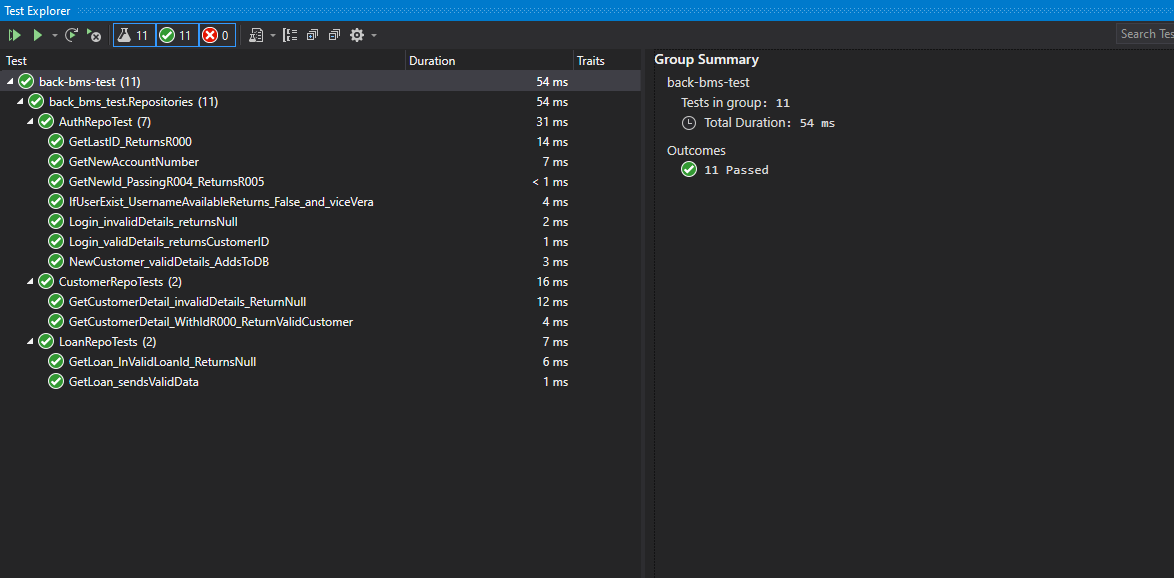 Test Explorer
11 11 0
Search Tes
Test Duration Traits
back-bms-test (11) 54 ms
back_bms_test.Repositories (11) 54 ms
AuthRepoTest (7) 31 ms
GetLastID_ReturnsR000 14 ms
GetNewAccountNumber 7 ms
GetNewId_PassingR004_ReturnsR005 < 1 ms
IfUserExist_UsernameAvailableReturns_False_and_viceVera 4 ms
Login_invalidDetails_returnsNull 2 ms
Login_validDetails_returnsCustomerID 1 ms
NewCustomer_validDetails_AddsToDB 3 ms
CustomerRepoTests (2) 16 ms
GetCustomerDetail_invalidDetails_ReturnNull 12 ms
GetCustomerDetail_WithIdR000_ReturnValidCustomer 4 ms
LoanRepoTests (2) 7 ms
GetLoan_InValidLoanId_ReturnsNull 6 ms
GetLoan_sendsValidData 1 ms
Group Summary
back-bms-test
Tests in group: 11
Total Duration: 54 ms
Outcomes
11 Passed